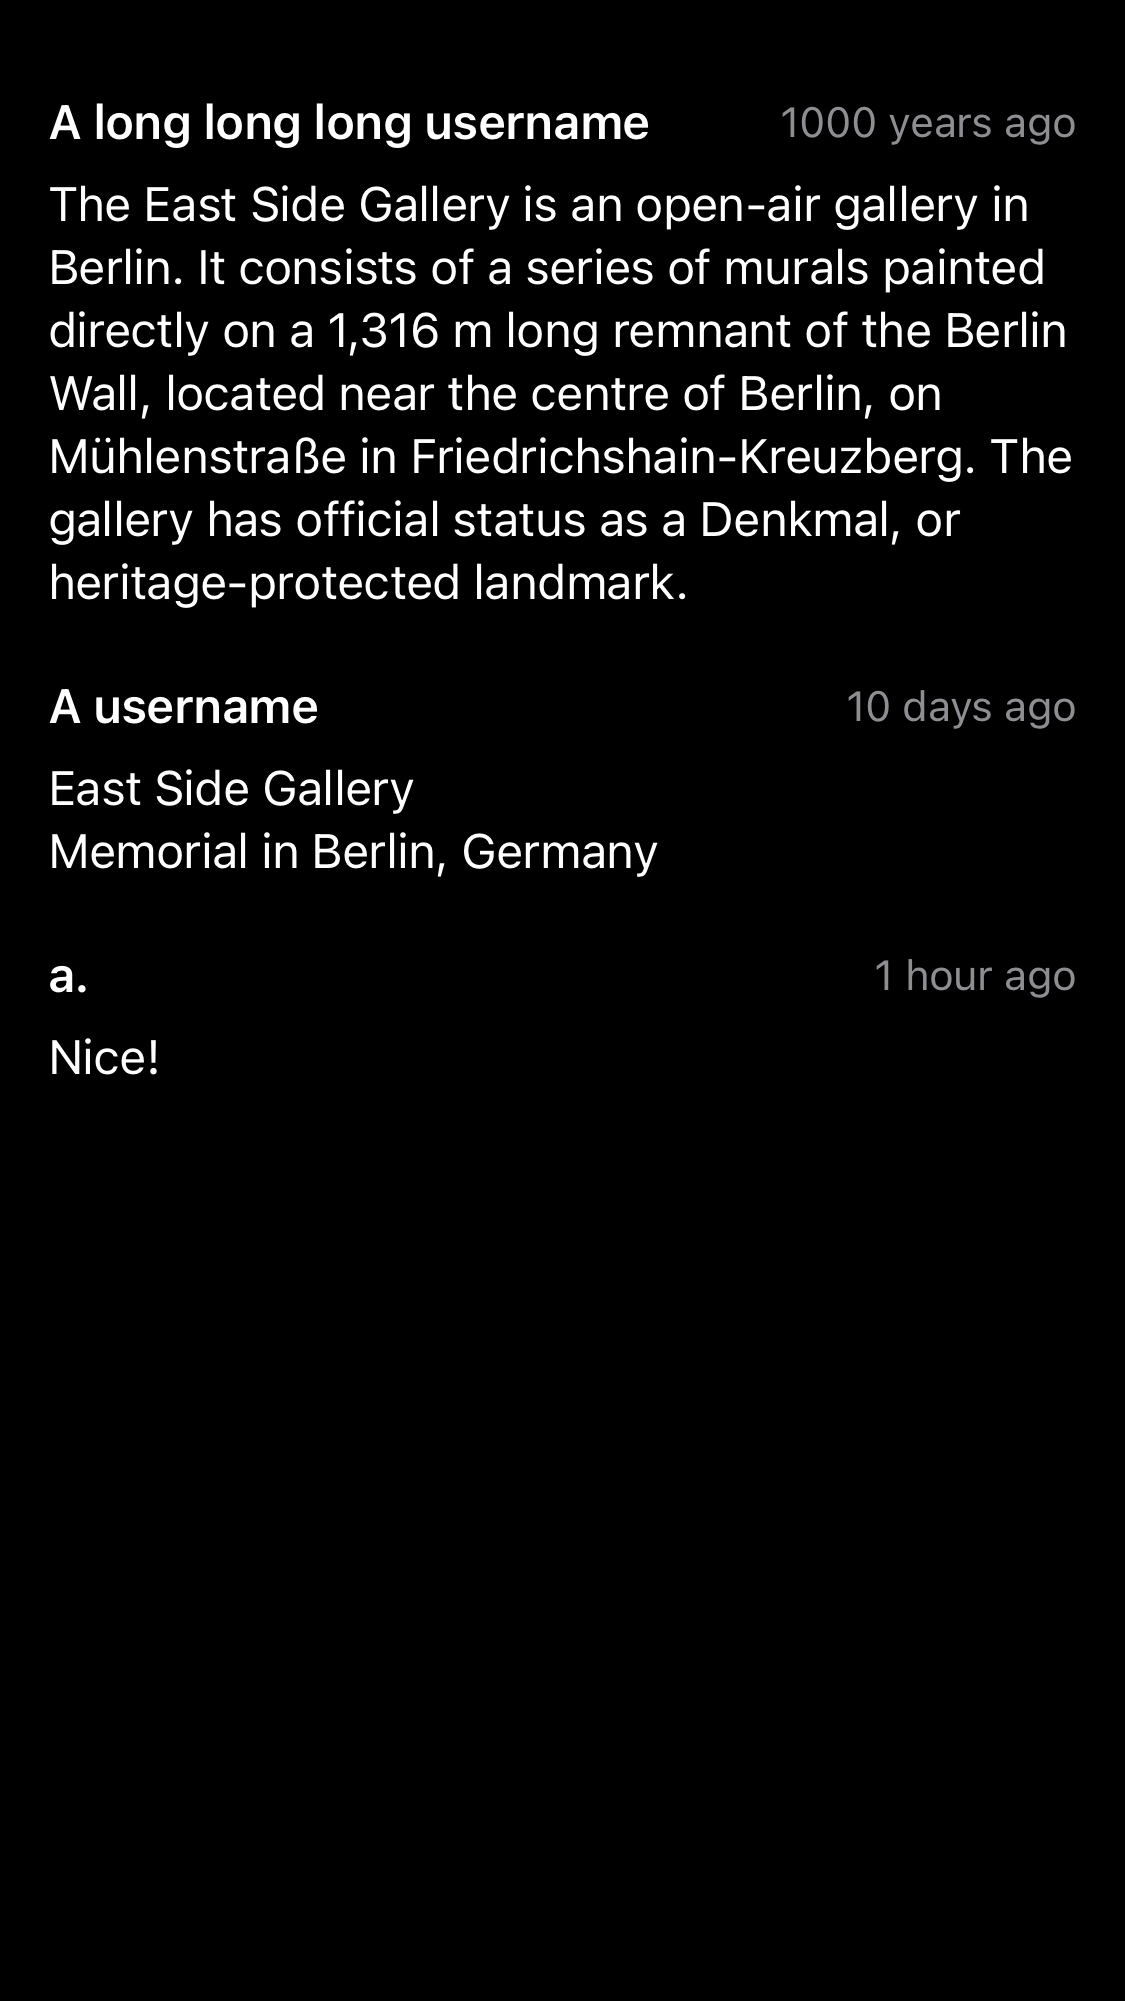 A long long long username 1000 years ago
The East Side Gallery is an open-air gallery in
Berlin. It consists of a series of murals painted
directly on a 1,316 m long remnant of the Berlin
Wall, located near the centre of Berlin, on
Mühlenstraße in Friedrichshain-Kreuzberg. The
gallery has official status as a Denkmal, or
heritage-protected landmark.
A username 10 days ago
East Side Gallery
Memorial in Berlin, Germany
a. 1 hour ago
Nice!